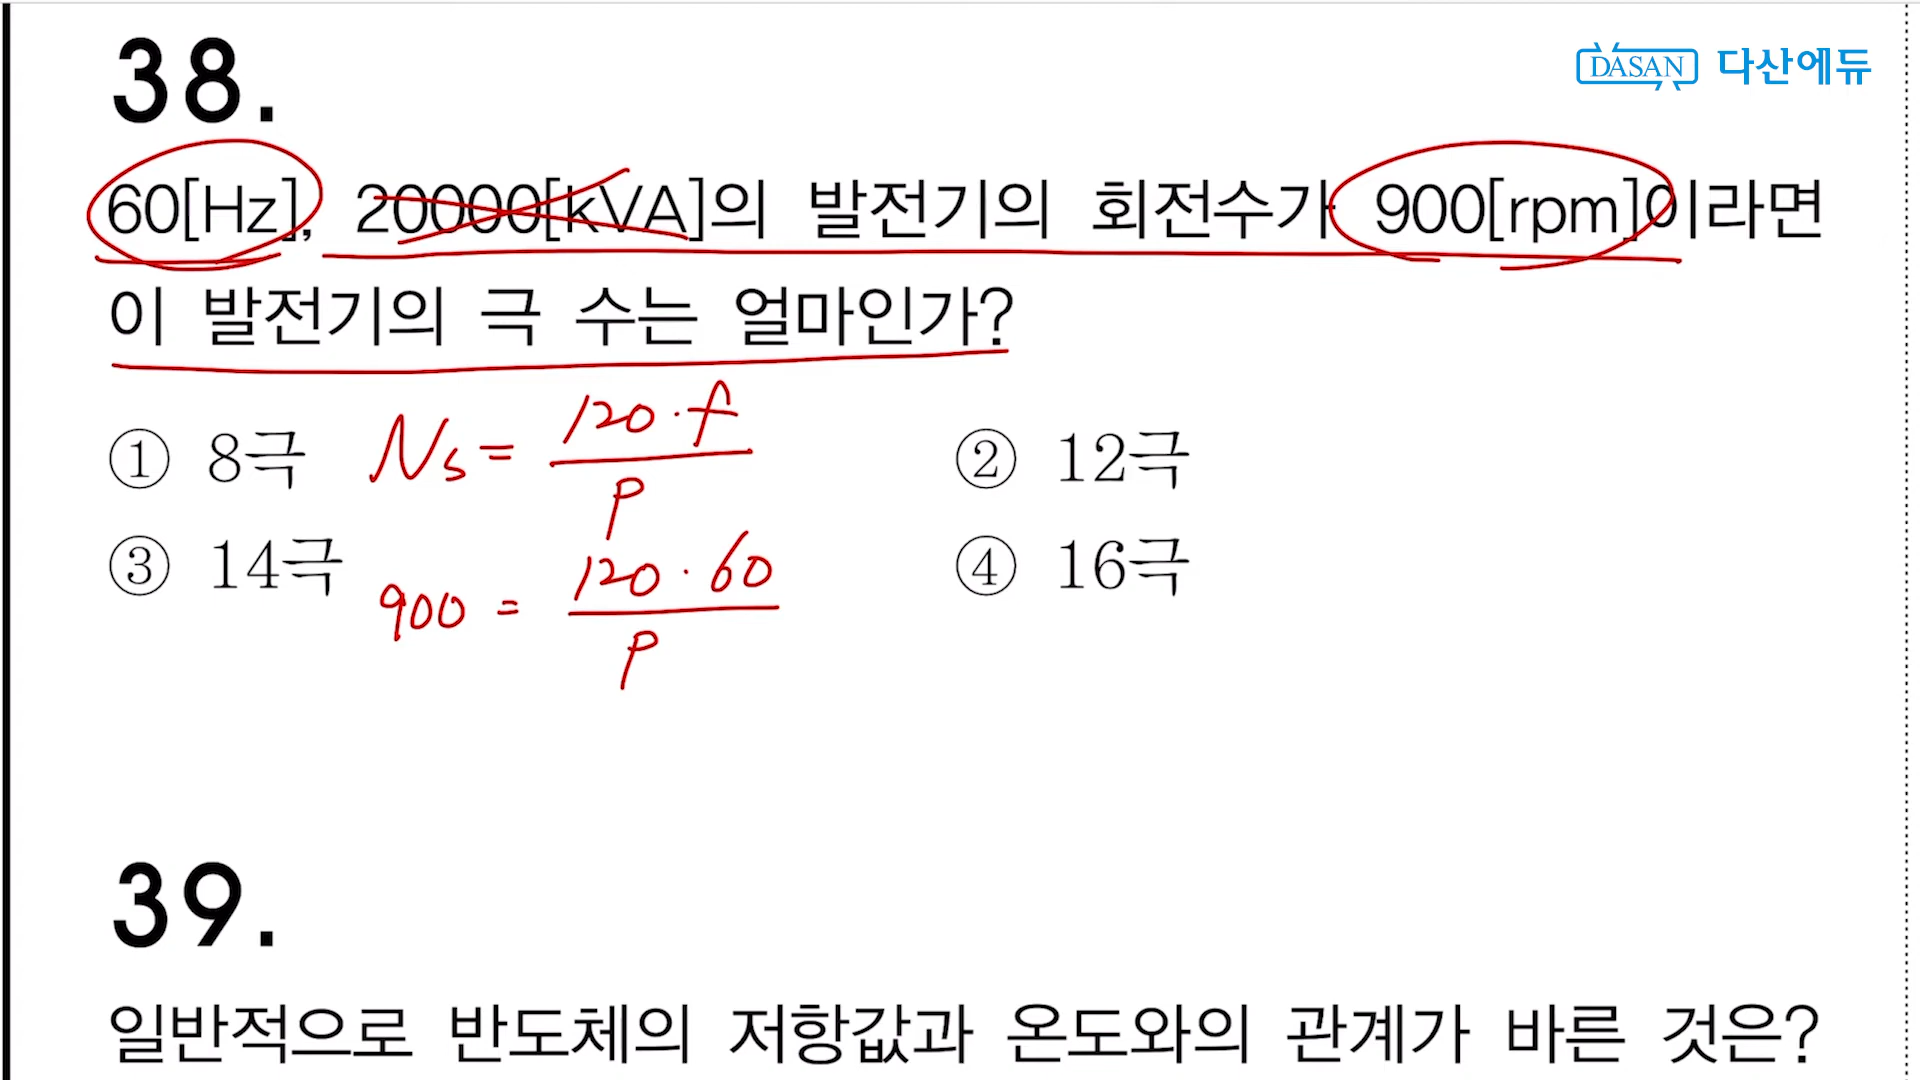 38.
DASAN 다산에듀
60[Hz], 20000[kVA]의 발전기의 회전수가 900[rpm]이라면
이 발전기의 극 수는 얼마인가?
① 8극 ② 12극
③ 14극 ④ 16극
Ns = 120·f / P
900 = 120·60 / P
39.
일반적으로 반도체의 저항값과 온도와의 관계가 바른 것은?